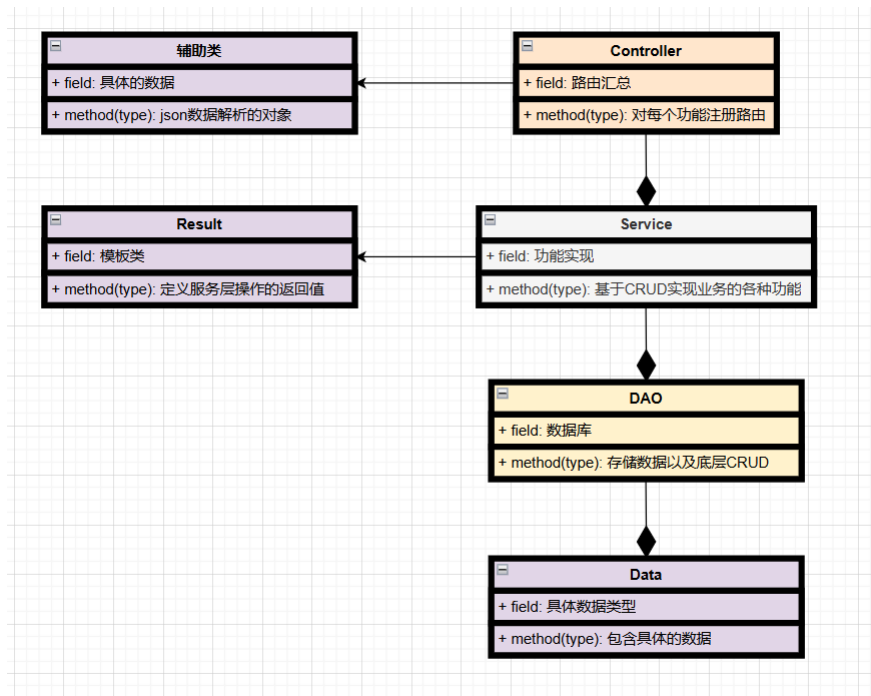 辅助类
+ field: 具体的数据
+ method(type): json数据解析的对象
Controller
+ field: 路由汇总
+ method(type): 对每个功能注册路由
Result
+ field: 模板类
+ method(type): 定义服务层操作的返回值
Service
+ field: 功能实现
+ method(type): 基于CRUD实现业务的各种功能
DAO
+ field: 数据库
+ method(type): 存储数据以及底层CRUD
Data
+ field: 具体数据类型
+ method(type): 包含具体的数据